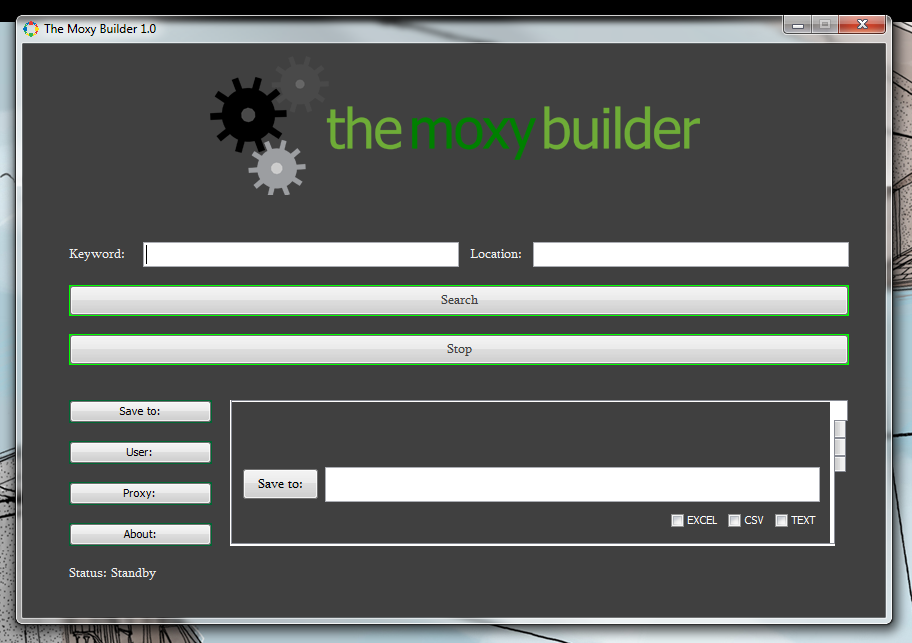 The Moxy Builder 1.0
the moxy builder
Keyword:
Location:
Search
Stop
Save to:
User:
Proxy:
About:
Save to:
EXCEL
CSV
TEXT
Status: Standby